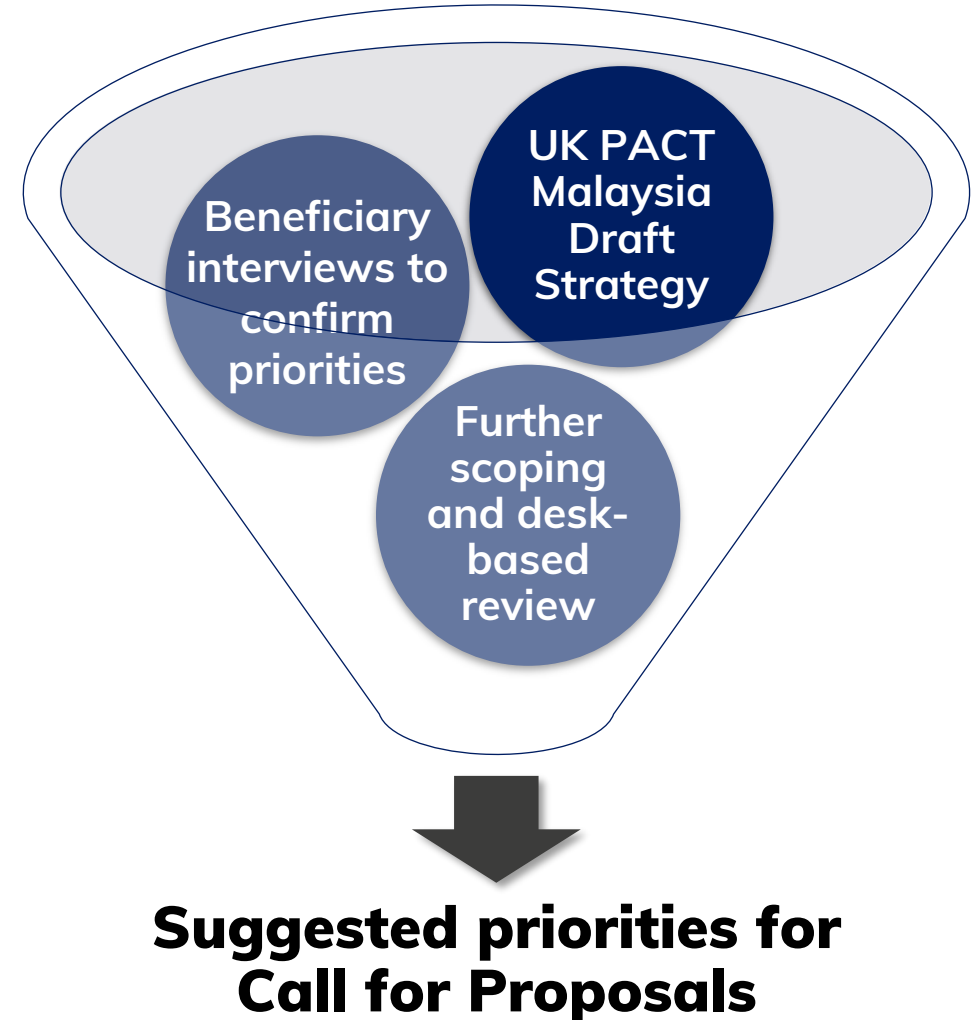 UK PACT
Malaysia
Draft
Strategy
Beneficiary
interviews to
confirm
priorities
Further
scoping
and desk-
based
review
Suggested priorities for
Call for Proposals